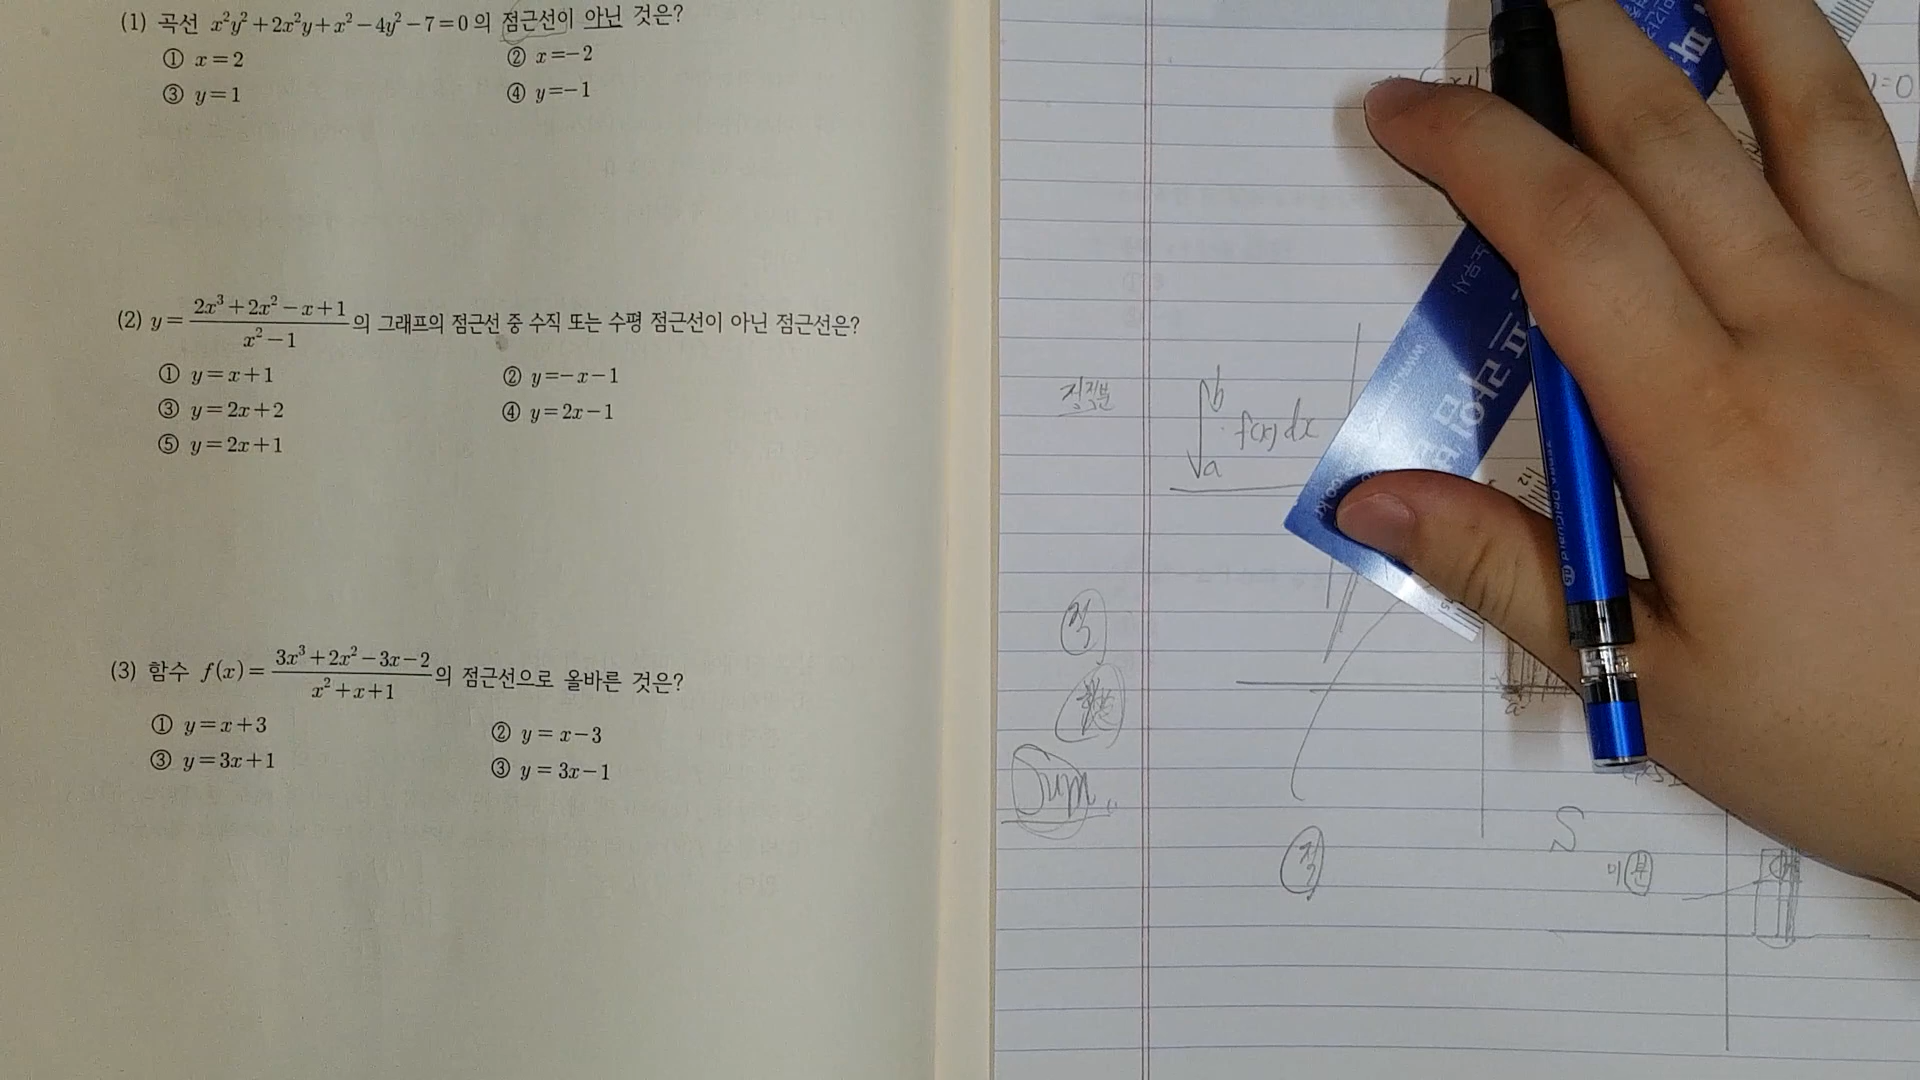 (1) 곡선 x²y²+2x²y+x²-4y²-7=0의 점근선이 아닌 것은?
① x=2
② x=-2
③ y=1
④ y=-1
(2) y=\frac{2x³+2x²-x+1}{x²-1}의 그래프의 점근선 중 수직 또는 수평 점근선이 아닌 점근선은?
① y=x+1
② y=-x-1
③ y=2x+2
④ y=2x-1
⑤ y=2x+1
(3) 함수 f(x)=\frac{3x³+2x²-3x-2}{x²+x+1}의 점근선으로 올바른 것은?
① y=x+3
② y=x-3
③ y=3x+1
③ y=3x-1
정적분
∫_a^b f(x)dx
적
Sum
적
S
미분
a
12